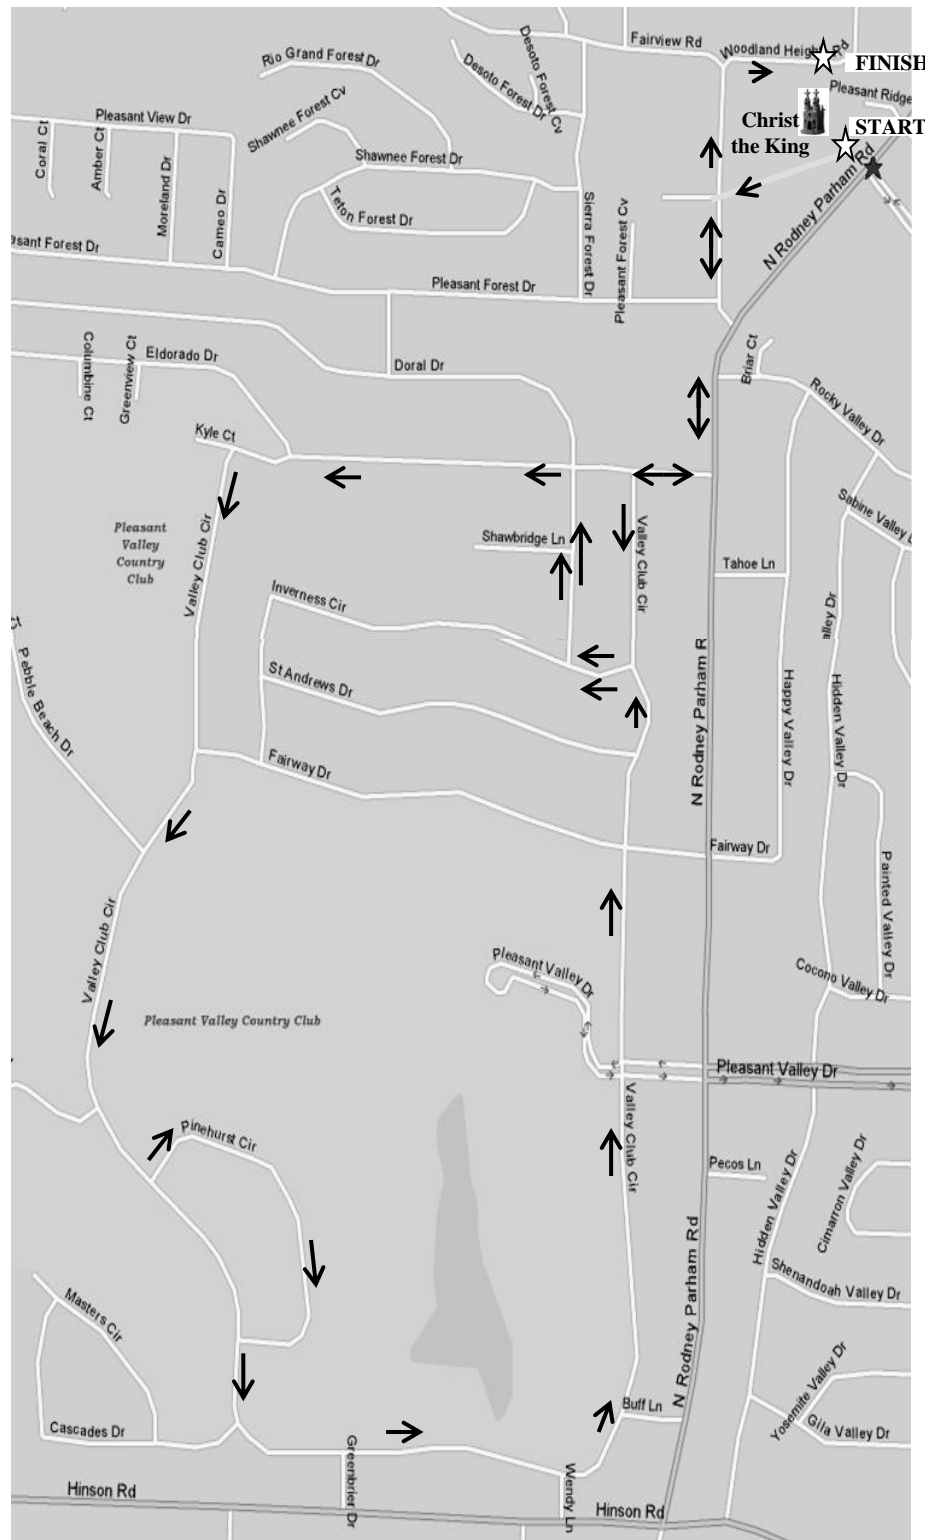 Fairview Rd
Woodland Heights Rd
FINISH
Pleasant Ridge
START
Christ
the King
N Rodney Parham Rd
Rio Grand Forest Dr
Desoto Forest Cv
Desoto Forest Dr
Pleasant View Dr
Coral Ct
Amber Ct
Moreland Dr
Cameo Dr
Shawnee Forest Cv
Shawnee Forest Dr
Teton Forest Dr
Sierra Forest Dr
Pleasant Forest Cv
asant Forest Dr
Pleasant Forest Dr
Columbine Ct
Greenview Ct
Eldorado Dr
Doral Dr
Briar Ct
Rocky Valley Dr
Kyle Ct
Sabine Valley
Pleasant
Valley
Country
Club
Valley Club Cir
Shawbridge Ln
Valley Club Cir
Tahoe Ln
Inverness Cir
alley Dr
Pebble Beach Dr
St Andrews Dr
N Rodney Parham R
Happy Valley Dr
Hidden Valley Dr
Fairway Dr
Fairway Dr
Painted Valley Dr
Valley Club Cir
Pleasant Valley Dr
Cocono Valley Dr
Pleasant Valley Country Club
Pleasant Valley Dr
Valley Club Cir
Pinehurst Cir
Pecos Ln
Hidden Valley Dr
Cimarron Valley Dr
Shenandoah Valley Dr
Masters Cir
N Rodney Parham Rd
Yosemite Valley Dr
Buff Ln
Gila Valley Dr
Cascades Dr
Greenbrier Dr
Wendy Ln
Hinson Rd
Hinson Rd